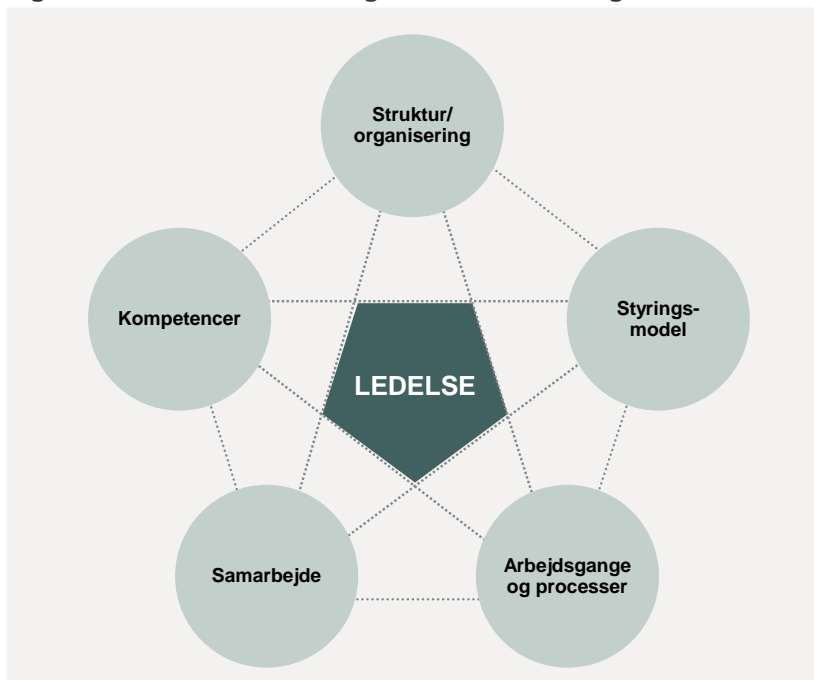 Struktur/
organisering
Kompetencer
Styrings-
model
LEDELSE
Samarbejde
Arbejdsgange
og processer